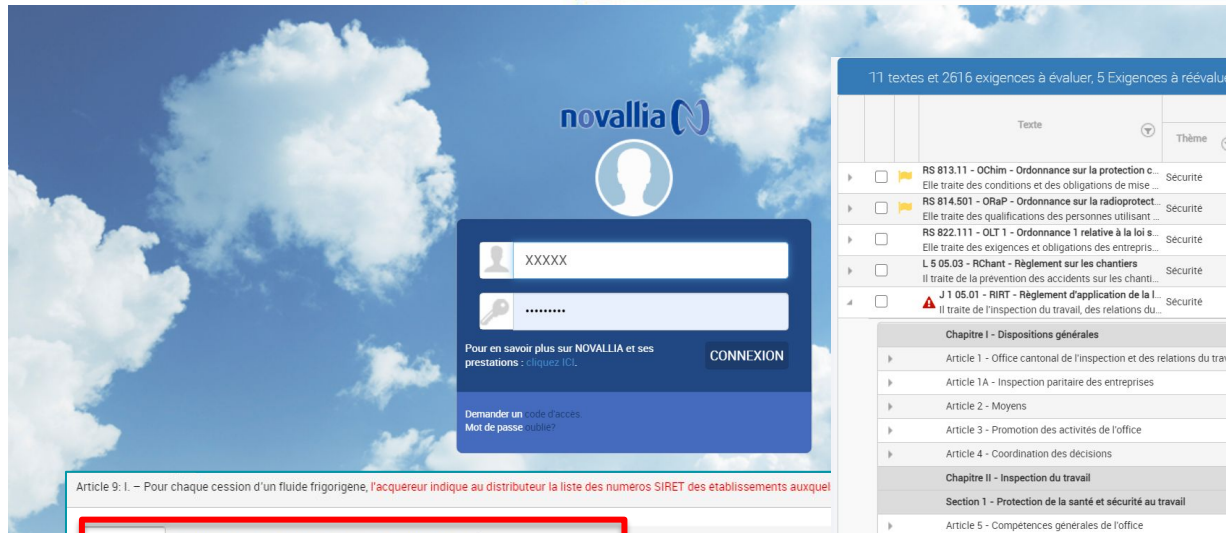 novallia
XXXXX
•••••••••
Pour en savoir plus sur NOVALLIA et ses
prestations : cliquez ICI.
CONNEXION
Demander un code d'accès.
Mot de passe oublié?
11 textes et 2616 exigences à évaluer, 5 Exigences à réévalue
Texte
Thème
RS 813.11 - OChim - Ordonnance sur la protection c...
Elle traite des conditions et des obligations de mise ...
Sécurité
RS 814.501 - ORaP - Ordonnance sur la radioprotect...
Elle traite des qualifications des personnes utilisant ...
Sécurité
RS 822.111 - OLT 1 - Ordonnance 1 relative à la loi s...
Elle traite des exigences et obligations des entrepris...
Sécurité
L 5 05.03 - RChant - Règlement sur les chantiers
Il traite de la prévention des accidents sur les chanti...
Sécurité
J 1 05.01 - RIRT - Règlement d'application de la l...
Il traite de l'inspection du travail, des relations du...
Sécurité
Chapitre I - Dispositions générales
Article 1 - Office cantonal de l'inspection et des relations du trav
Article 1A - Inspection paritaire des entreprises
Article 2 - Moyens
Article 3 - Promotion des activités de l'office
Article 4 - Coordination des décisions
Chapitre II - Inspection du travail
Section 1 - Protection de la santé et sécurité au travail
Article 5 - Compétences générales de l'office
Article 9: I. – Pour chaque cession d'un fluide frigorigène, l'acquéreur indique au distributeur la liste des numéros SIRET des établissements auxquel